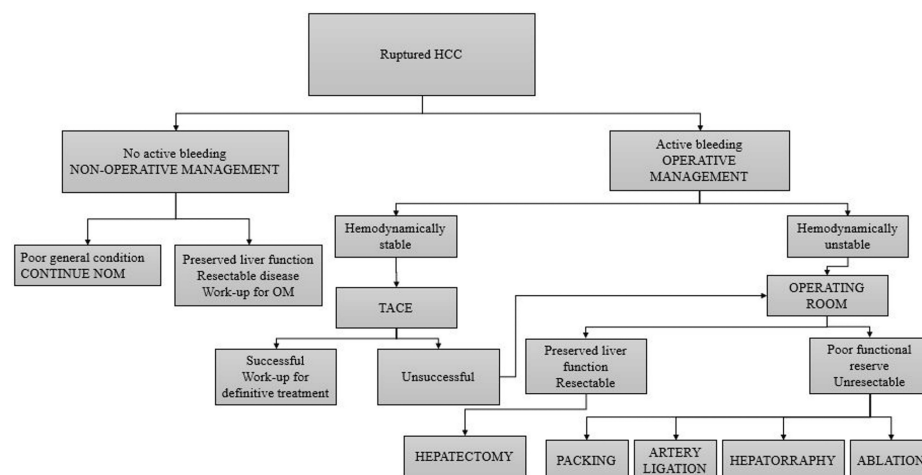 Ruptured HCC
No active bleeding
NON-OPERATIVE MANAGEMENT
Active bleeding
OPERATIVE
MANAGEMENT
Poor general condition
CONTINUE NOM
Preserved liver function
Resectable disease
Work-up for OM
Hemodynamically
stable
Hemodynamically
unstable
TACE
OPERATING
ROOM
Successful
Work-up for
definitive treatment
Unsuccessful
Preserved liver
function
Resectable
Poor functional
reserve
Unresectable
HEPATECTOMY
PACKING
ARTERY
LIGATION
HEPATORRAPHY
ABLATION